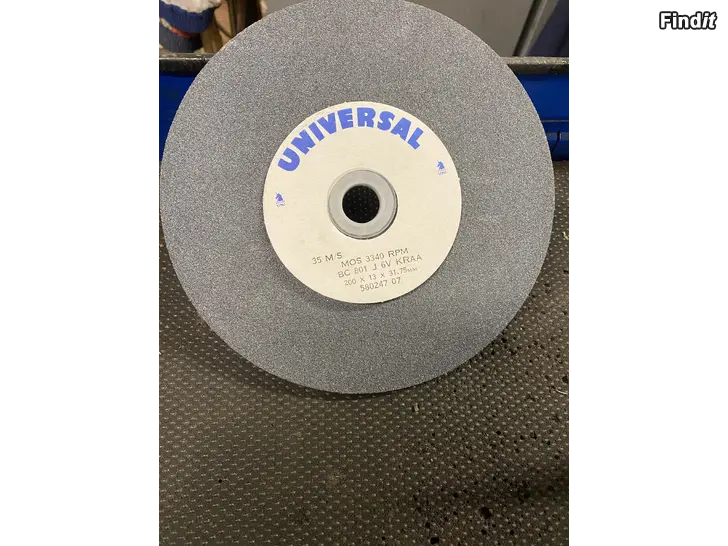 Findit
UNIVERSAL
35 M/S
MOS 3340 RPM
BC 801 J 6V KRAA
200 X 13 X 31.75MM
580247 07